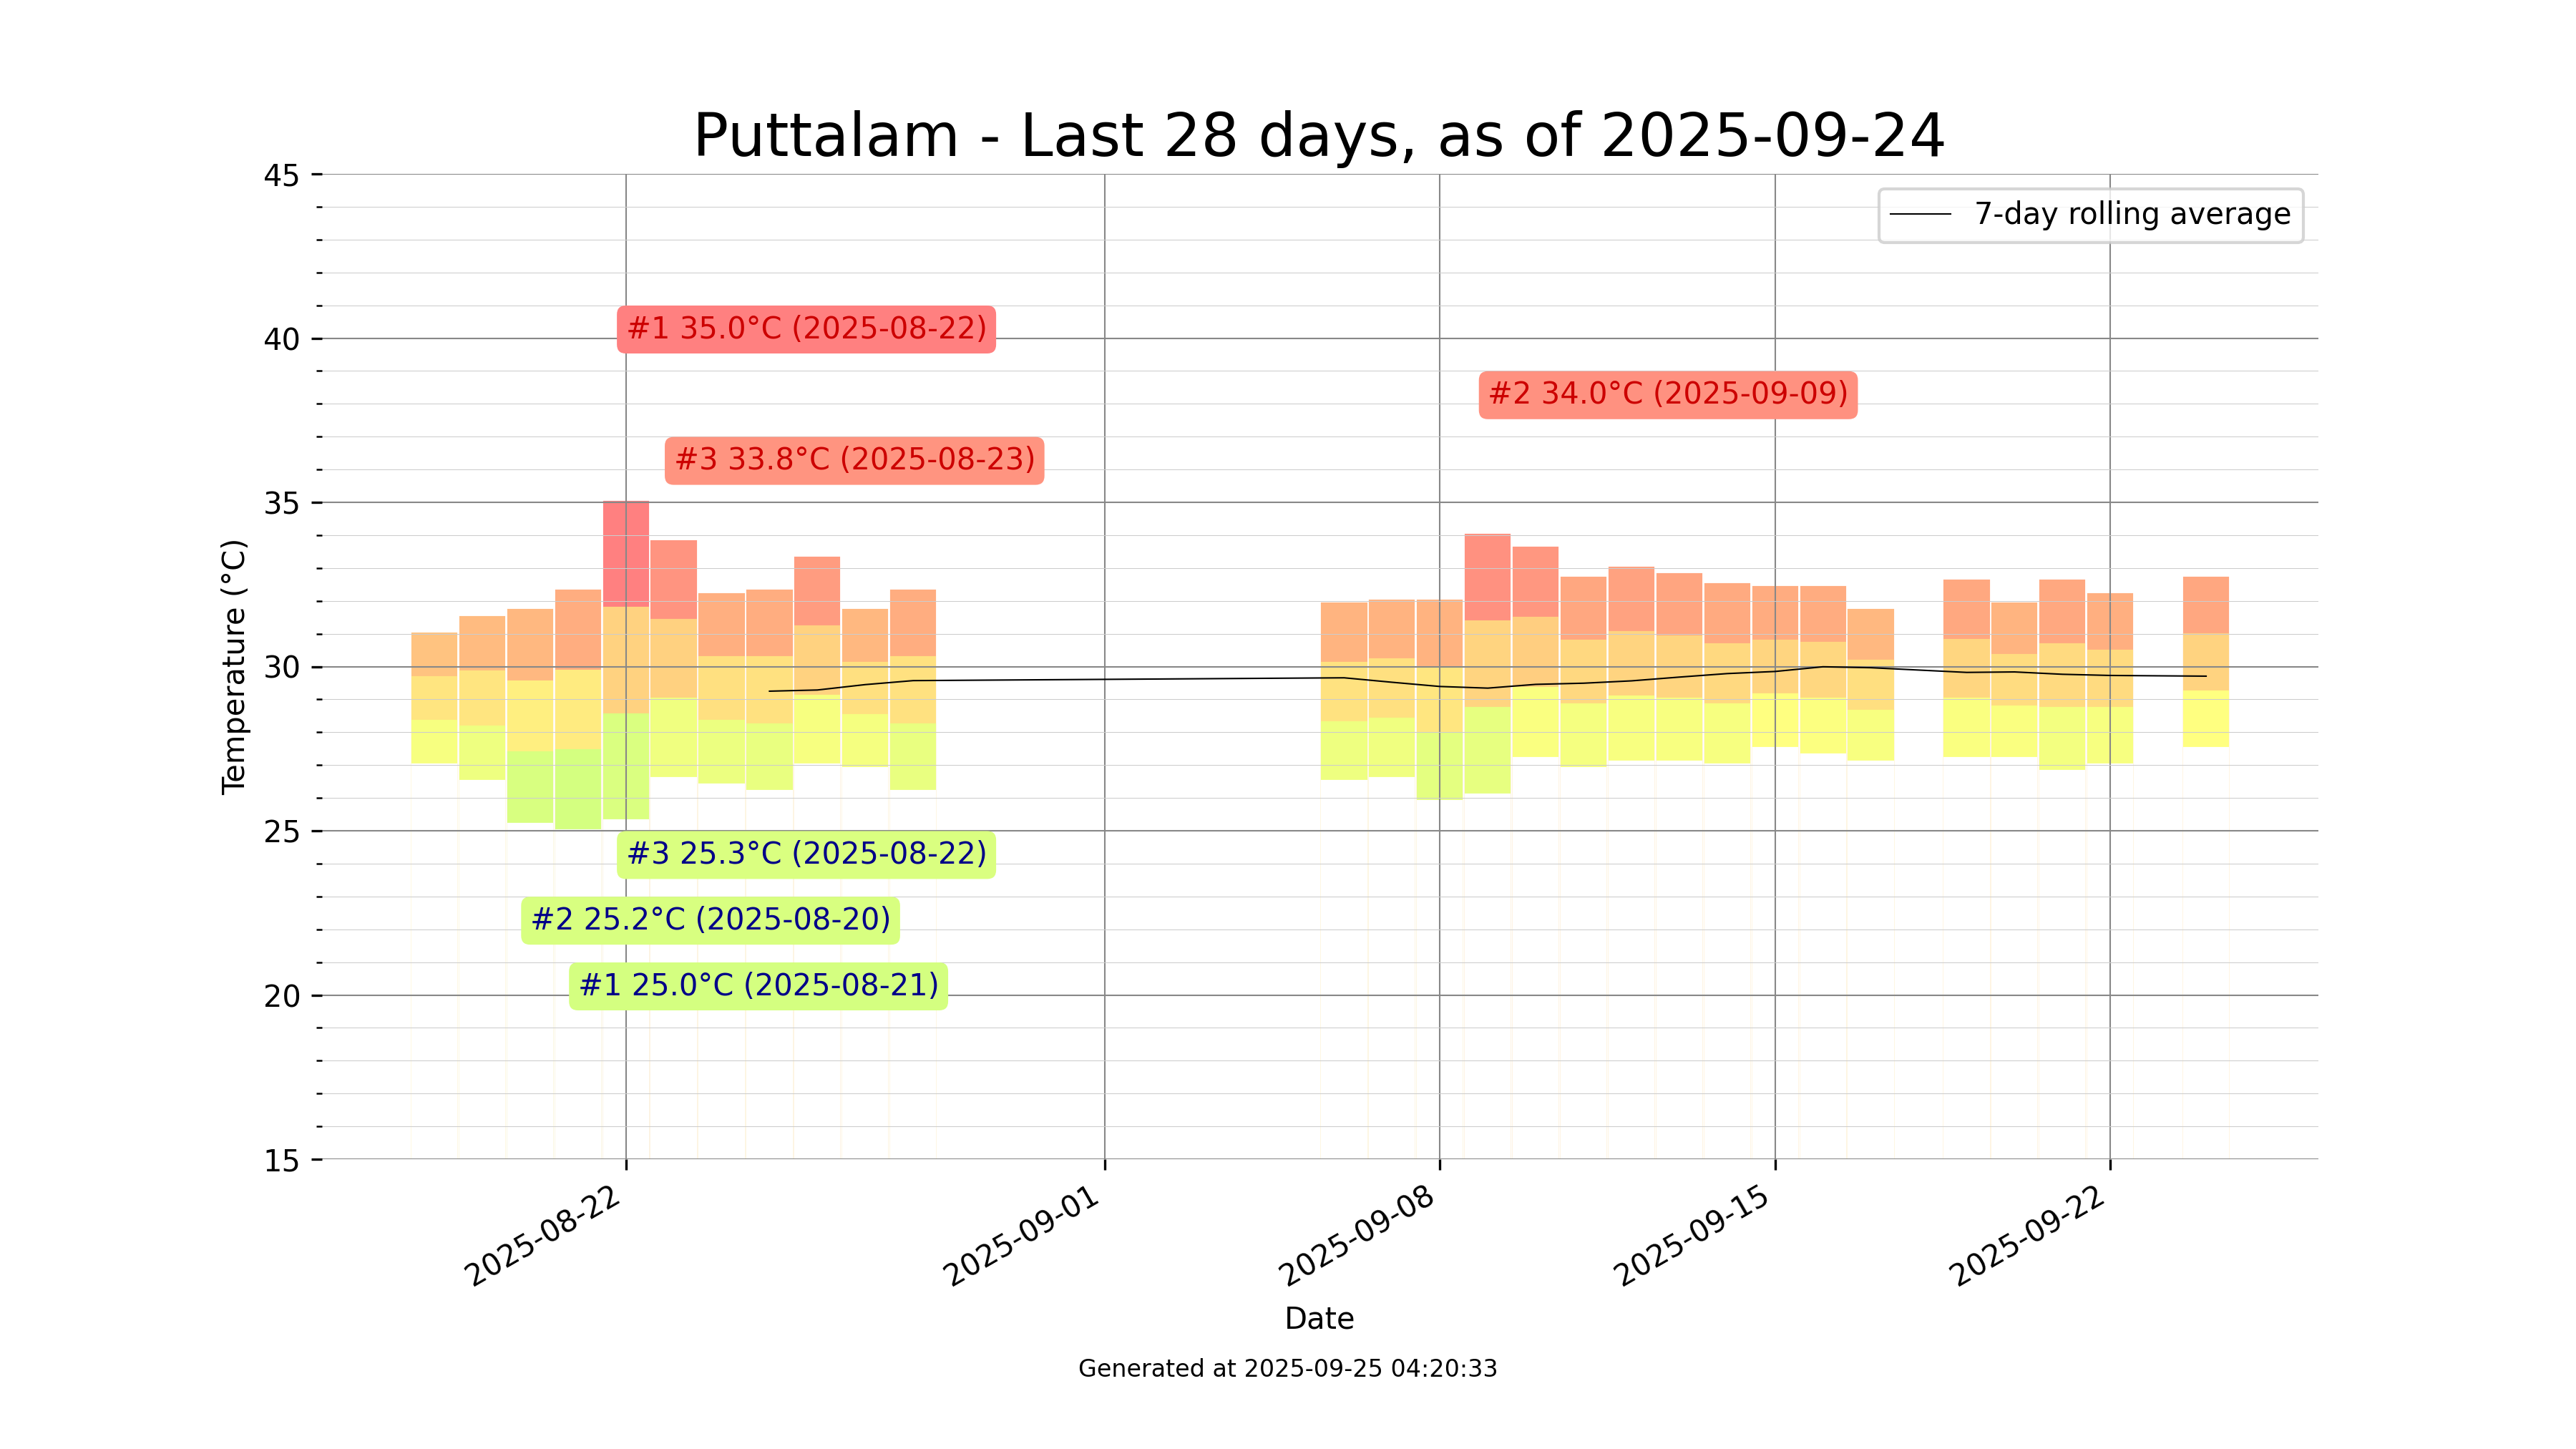 Puttalam - Last 28 days, as of 2025-09-24
7-day rolling average
45
40
35
30
25
20
15
Temperature (°C)
#1 35.0°C (2025-08-22)
#2 34.0°C (2025-09-09)
#3 33.8°C (2025-08-23)
#3 25.3°C (2025-08-22)
#2 25.2°C (2025-08-20)
#1 25.0°C (2025-08-21)
2025-08-22
2025-09-01
2025-09-08
2025-09-15
2025-09-22
Date
Generated at 2025-09-25 04:20:33